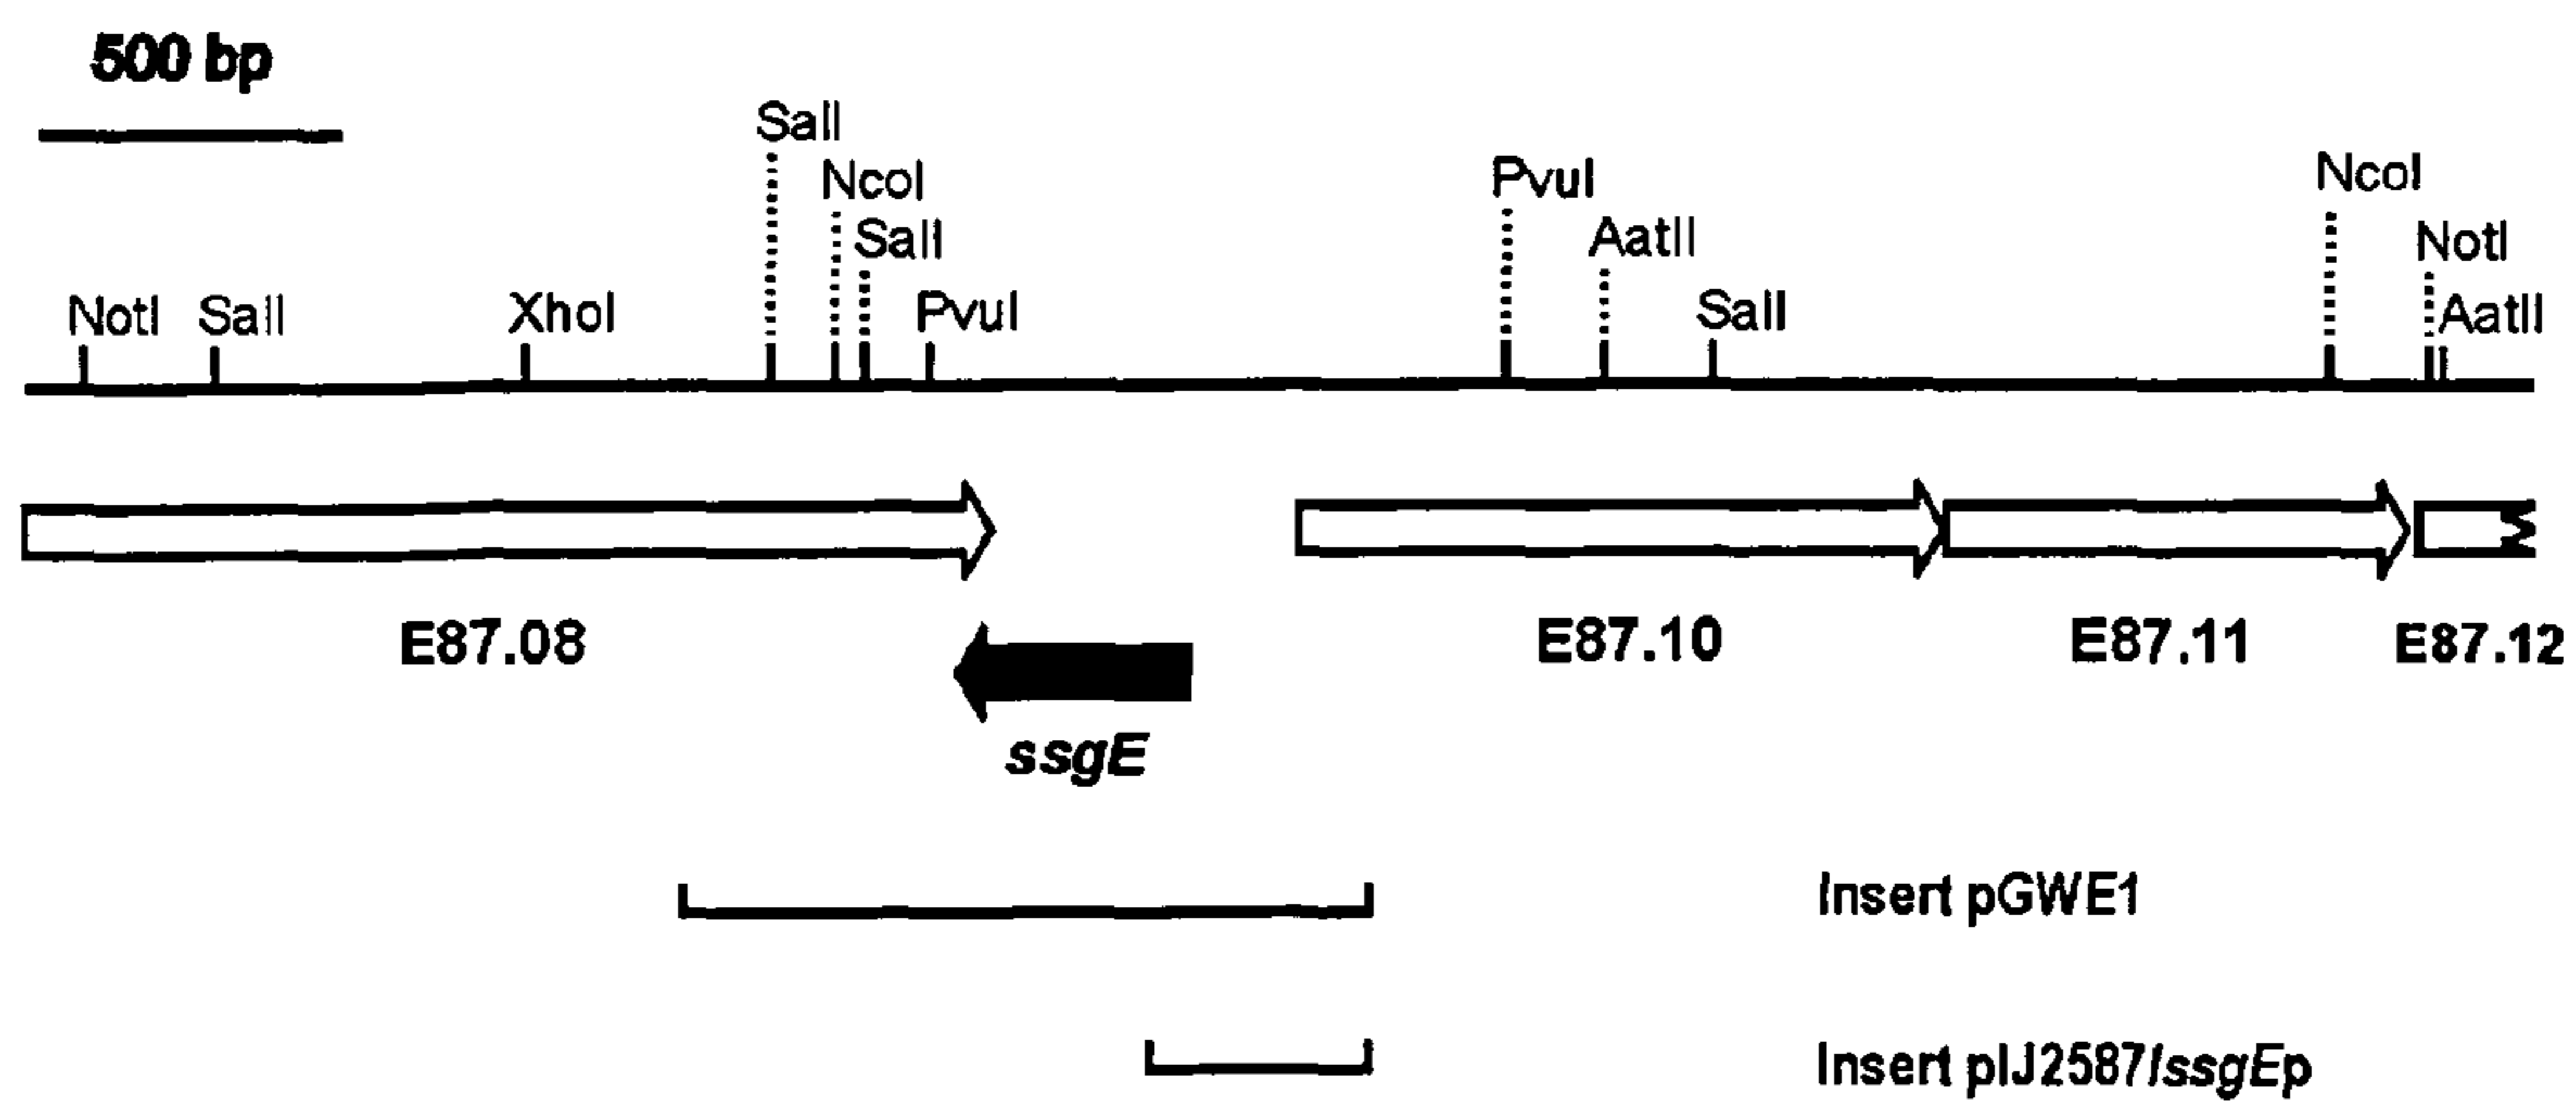 500 bp
SalI
NcoI
SalI
PvuI
AatII
NcoI
NotI
NotI SalI XhoI PvuI SalI AatII
E87.08 E87.10 E87.11 E87.12
ssgE
Insert pGWE1
Insert pIJ2587/ssgEp